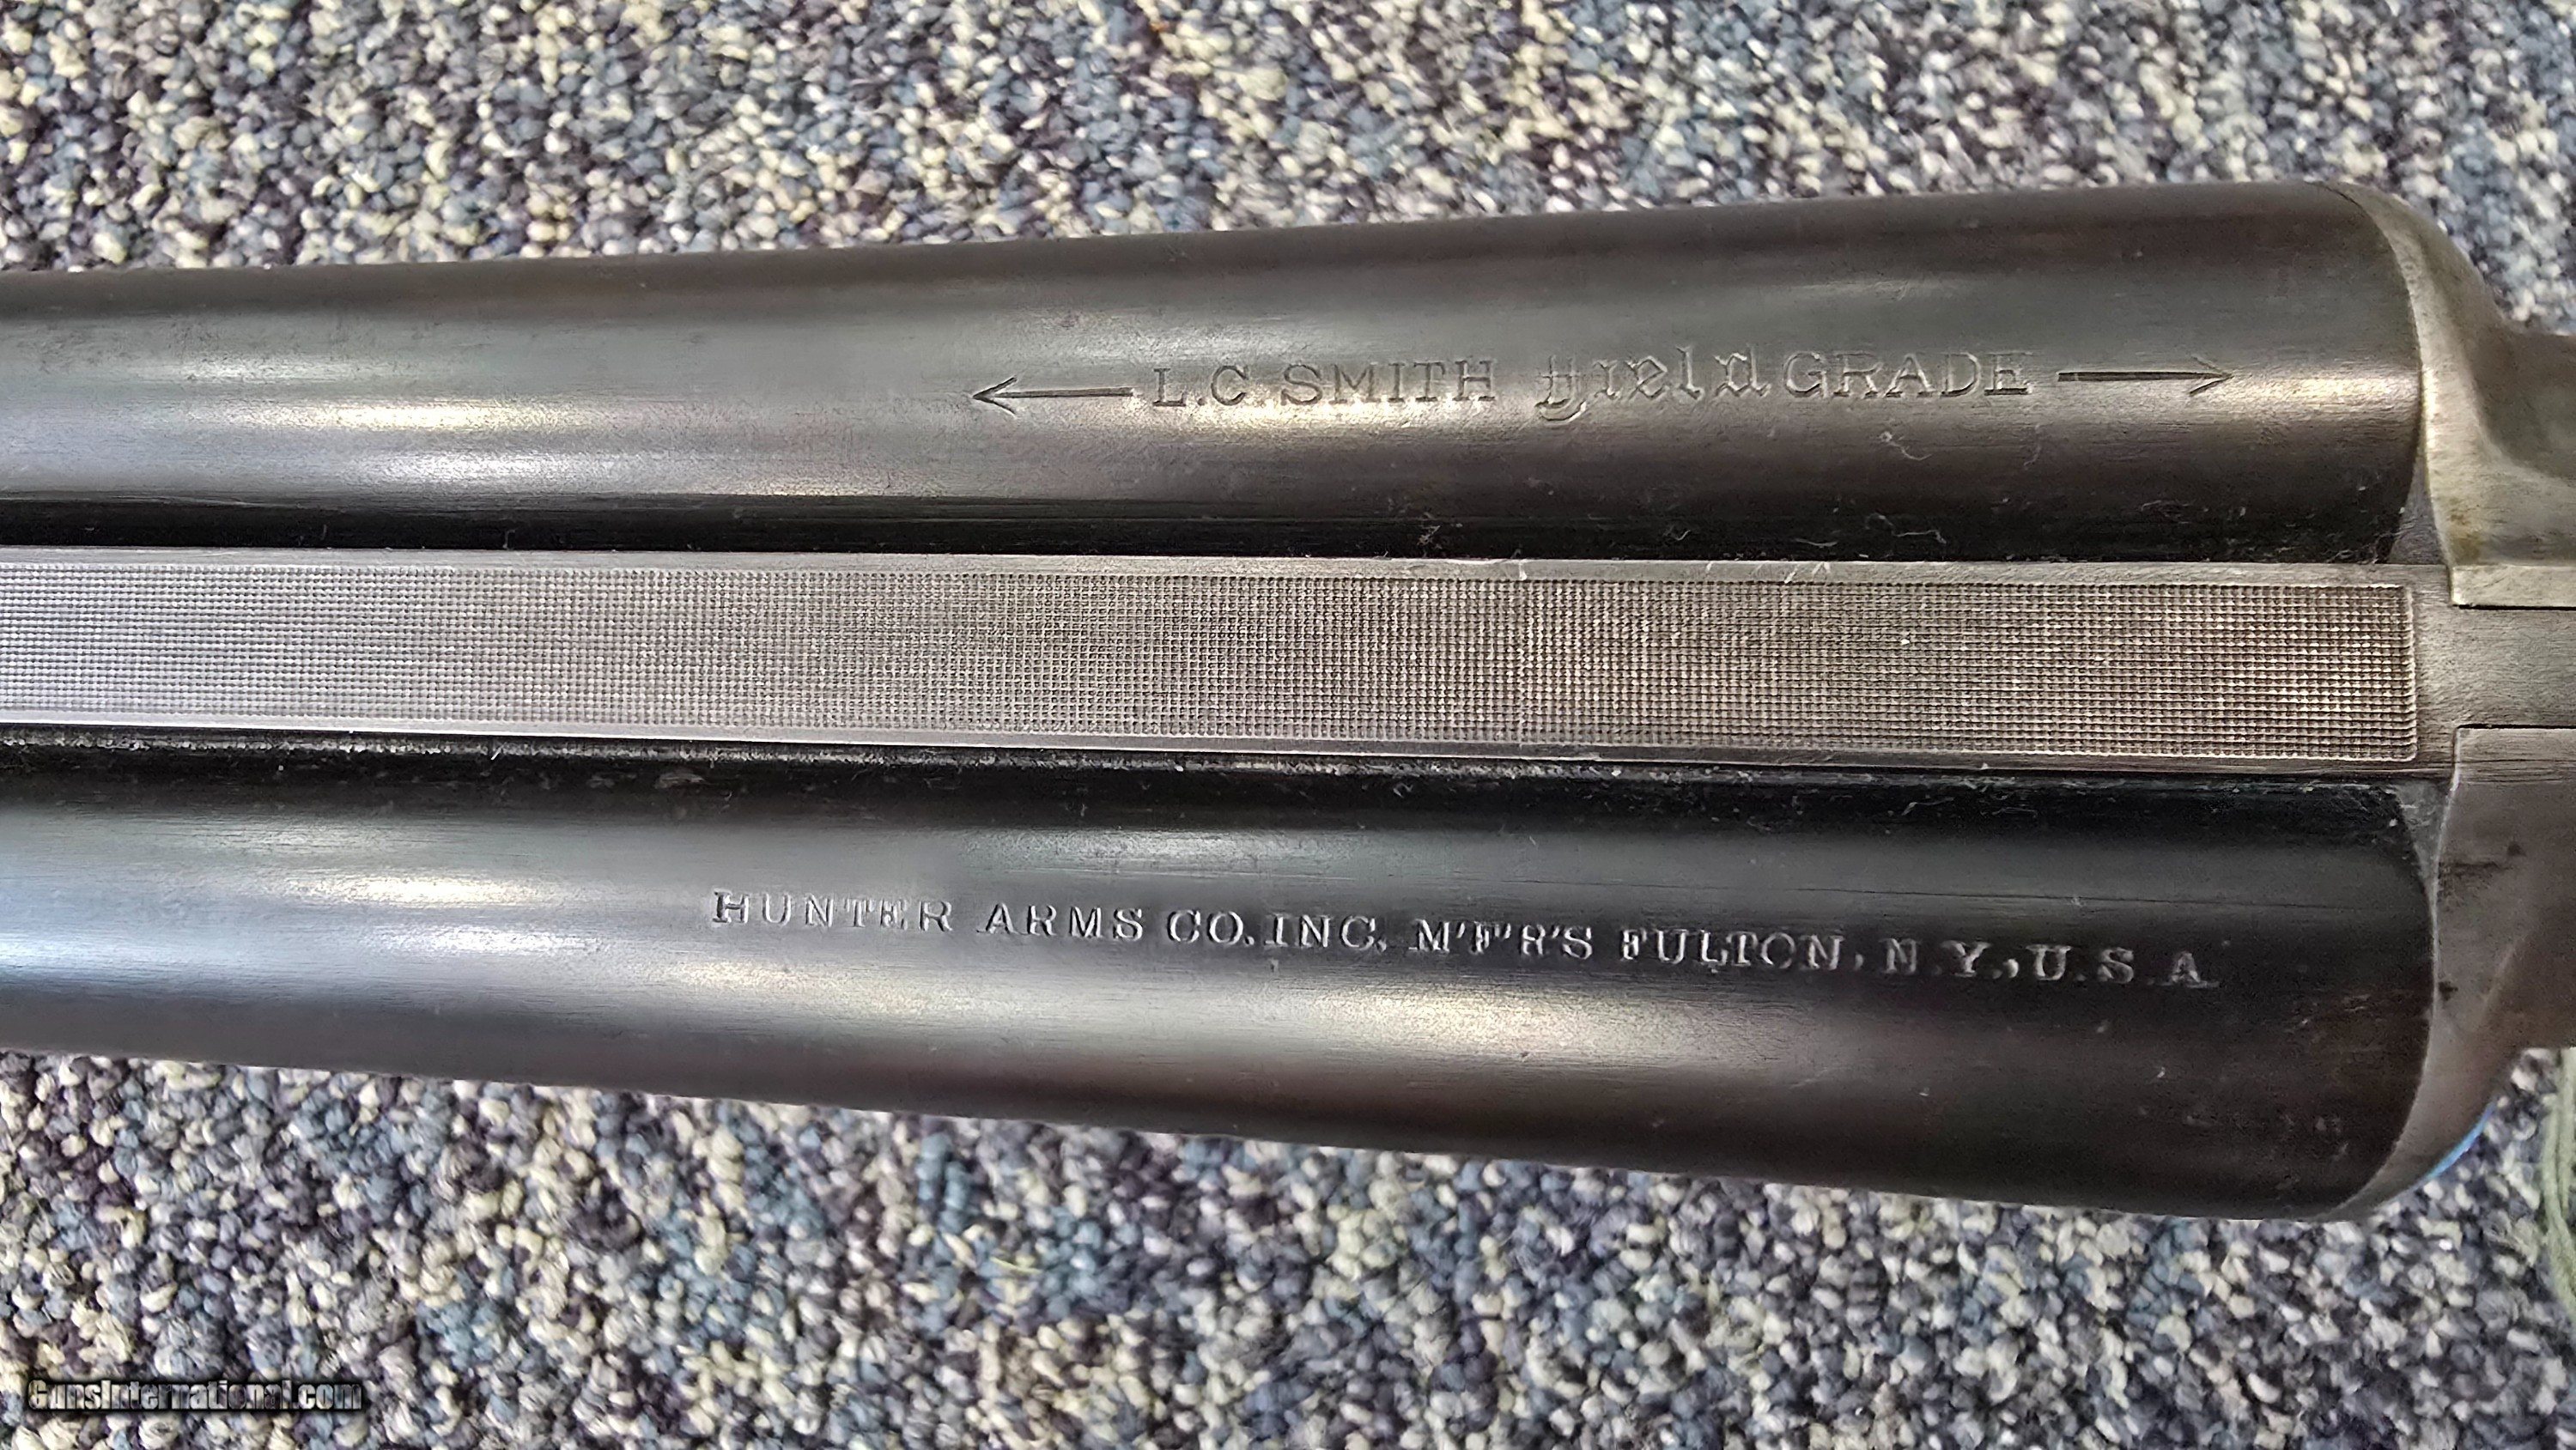 L.C. SMITH Field GRADE
HUNTER ARMS CO. INC. M'F'R'S FULTON, N.Y., U.S.A.
GunsInternational.com